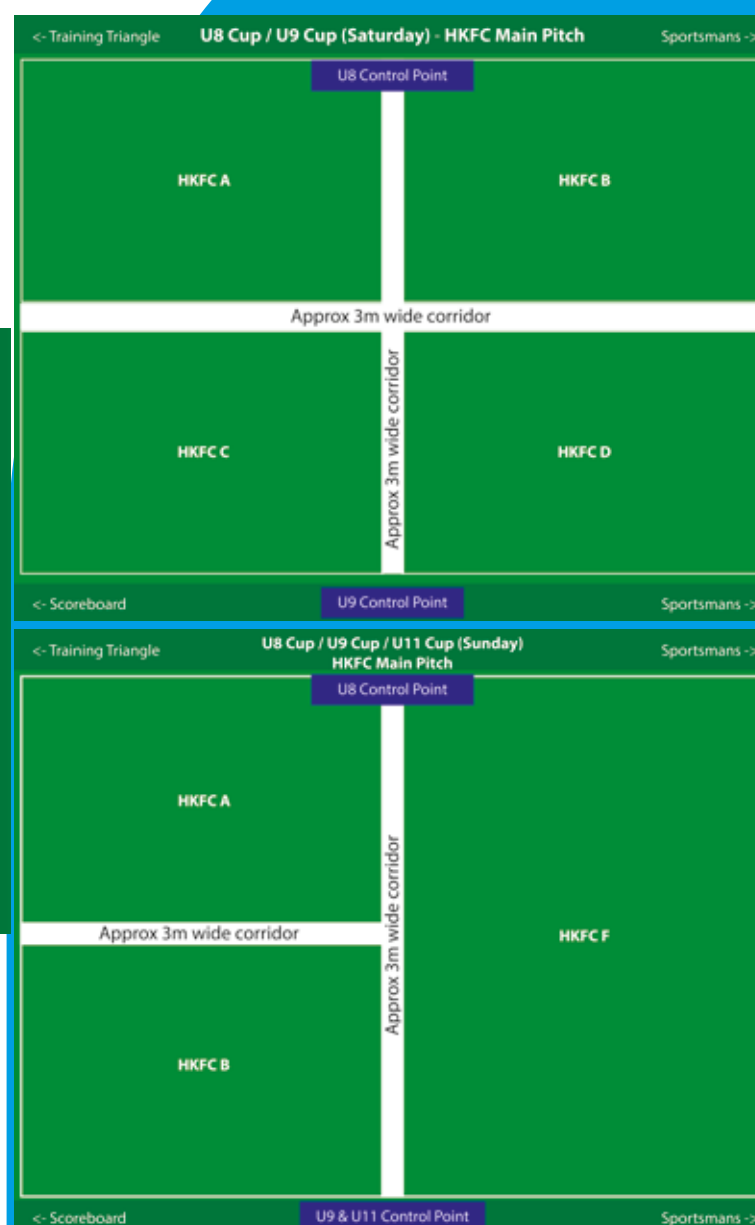 <- Training Triangle U8 Cup / U9 Cup (Saturday) - HKFC Main Pitch Sportsmans ->
U8 Control Point
HKFC A HKFC B
Approx 3m wide corridor
Approx 3m wide corridor
HKFC C HKFC D
<- Scoreboard U9 Control Point Sportsmans ->
<- Training Triangle U8 Cup / U9 Cup / U11 Cup (Sunday) Sportsmans ->
HKFC Main Pitch
U8 Control Point
HKFC A
Approx 3m wide corridor
Approx 3m wide corridor
HKFC F
HKFC B
<- Scoreboard U9 & U11 Control Point Sportsmans ->